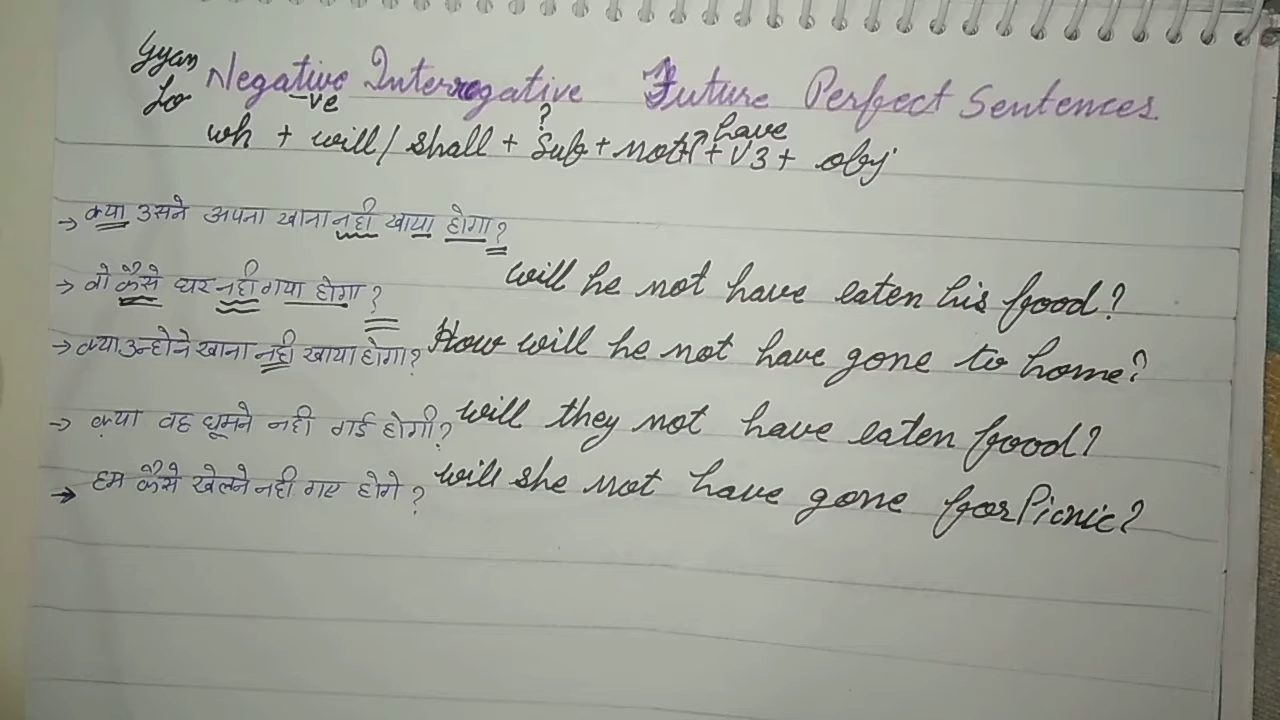 Gyan
Negative Interrogative Future Perfect Sentences
-ve ?
wh + will/shall + Sub + not + have + V3 + obj
→ क्या उसने अपना खाना नही खाया होगा?
will he not have eaten his food?
→ वो कैसे घर नही गया होगा?
How will he not have gone to home?
→ क्या उन्होने खाना नही खाया होगा?
will they not have eaten food?
→ क्या वह घूमने नही गई होगी?
will she not have gone for Picnic?
→ हम कैसे खेलने नही गए होगे?